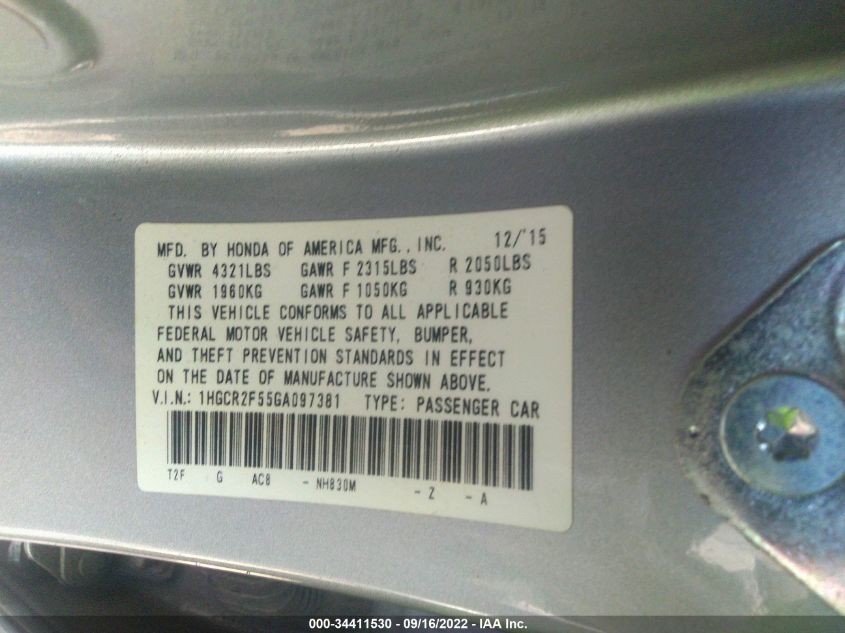 MFD. BY HONDA OF AMERICA MFG., INC. 12/'15
GVWR 4321LBS GAWR F 2315LBS R 2050LBS
GVWR 1960KG GAWR F 1050KG R 930KG
THIS VEHICLE CONFORMS TO ALL APPLICABLE
FEDERAL MOTOR VEHICLE SAFETY, BUMPER,
AND THEFT PREVENTION STANDARDS IN EFFECT
ON THE DATE OF MANUFACTURE SHOWN ABOVE.
V.I.N.: 1HGCR2F55GA097381 TYPE: PASSENGER CAR
T2F G AC8 - NH830M - Z - A
000-34411530 - 09/16/2022 - IAA Inc.